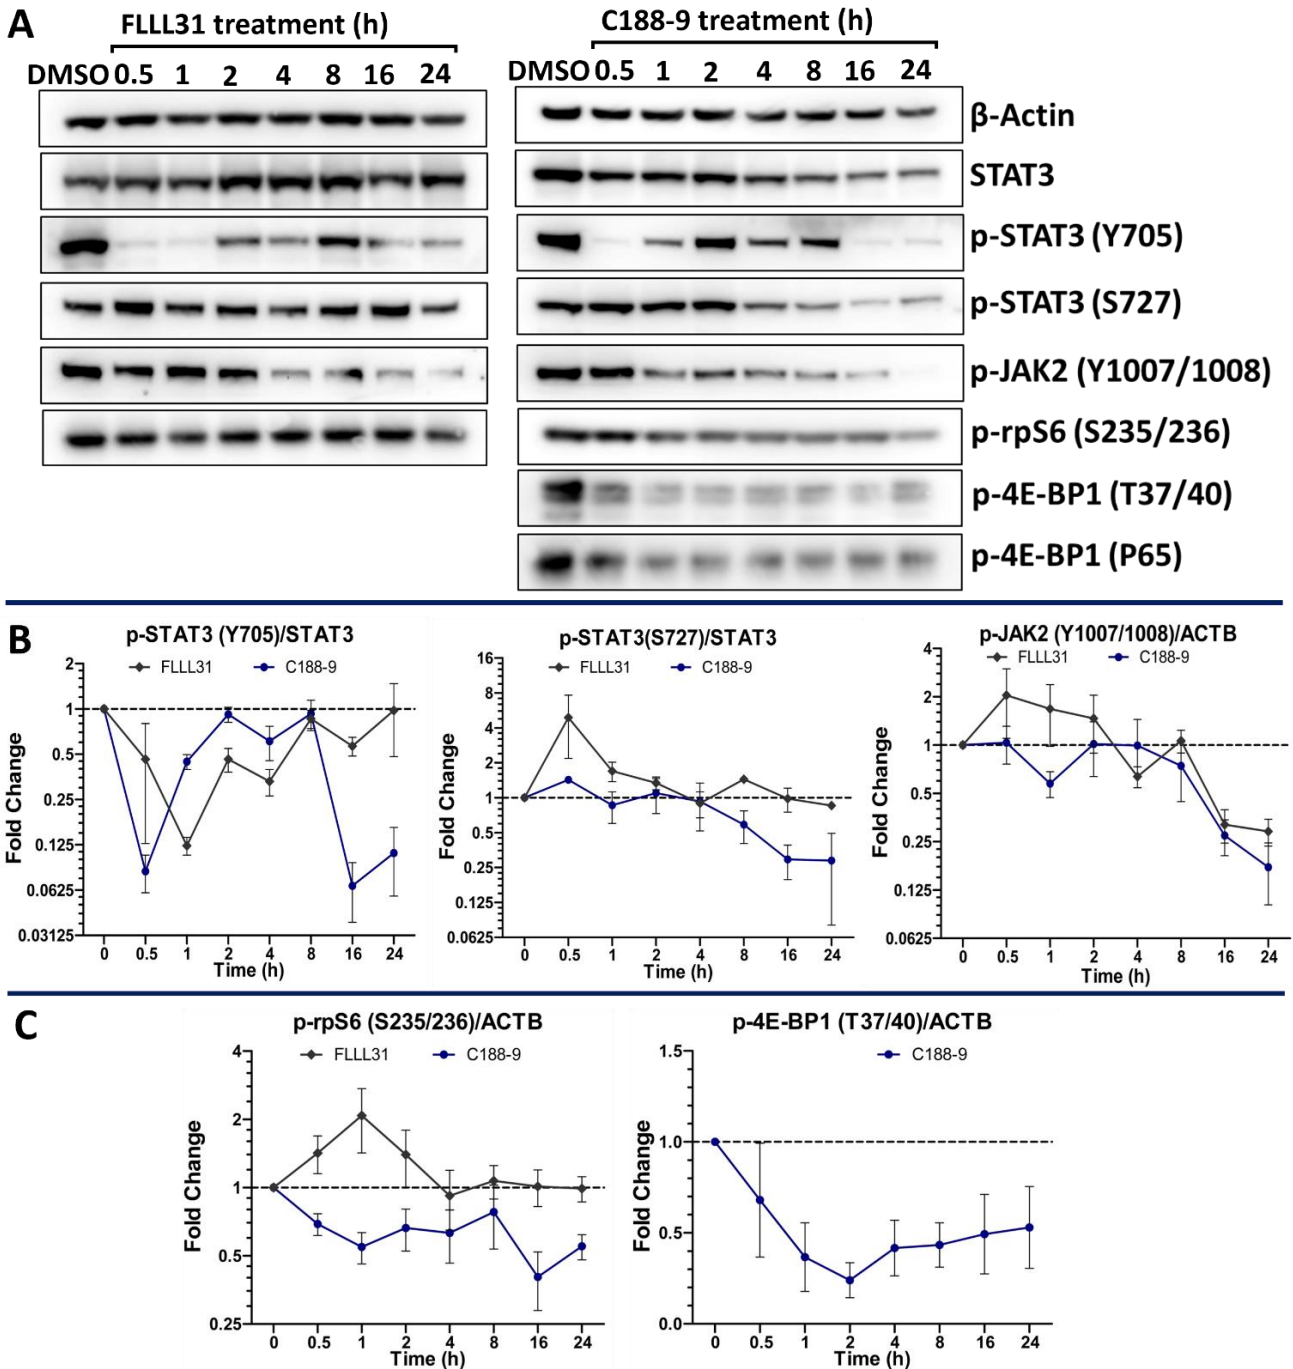 A
FLLL31 treatment (h)
C188-9 treatment (h)
DMSO 0.5 1 2 4 8 16 24
DMSO 0.5 1 2 4 8 16 24
β-Actin
STAT3
p-STAT3 (Y705)
p-STAT3 (S727)
p-JAK2 (Y1007/1008)
p-rpS6 (S235/236)
p-4E-BP1 (T37/40)
p-4E-BP1 (P65)
B
p-STAT3 (Y705)/STAT3
FLLL31 C188-9
Fold Change
2
1
0.5
0.25
0.125
0.0625
0.03125
0 0.5 1 2 4 8 16 24
Time (h)
p-STAT3(S727)/STAT3
FLLL31 C188-9
Fold Change
16
8
4
2
1
0.5
0.25
0.125
0.0625
0 0.5 1 2 4 8 16 24
Time (h)
p-JAK2 (Y1007/1008)/ACTB
FLLL31 C188-9
Fold Change
4
2
1
0.5
0.25
0.125
0.0625
0 0.5 1 2 4 8 16 24
Time (h)
C
p-rpS6 (S235/236)/ACTB
FLLL31 C188-9
Fold Change
4
2
1
0.5
0.25
0 0.5 1 2 4 8 16 24
Time (h)
p-4E-BP1 (T37/40)/ACTB
C188-9
Fold Change
1.5
1.0
0.5
0.0
0 0.5 1 2 4 8 16 24
Time (h)